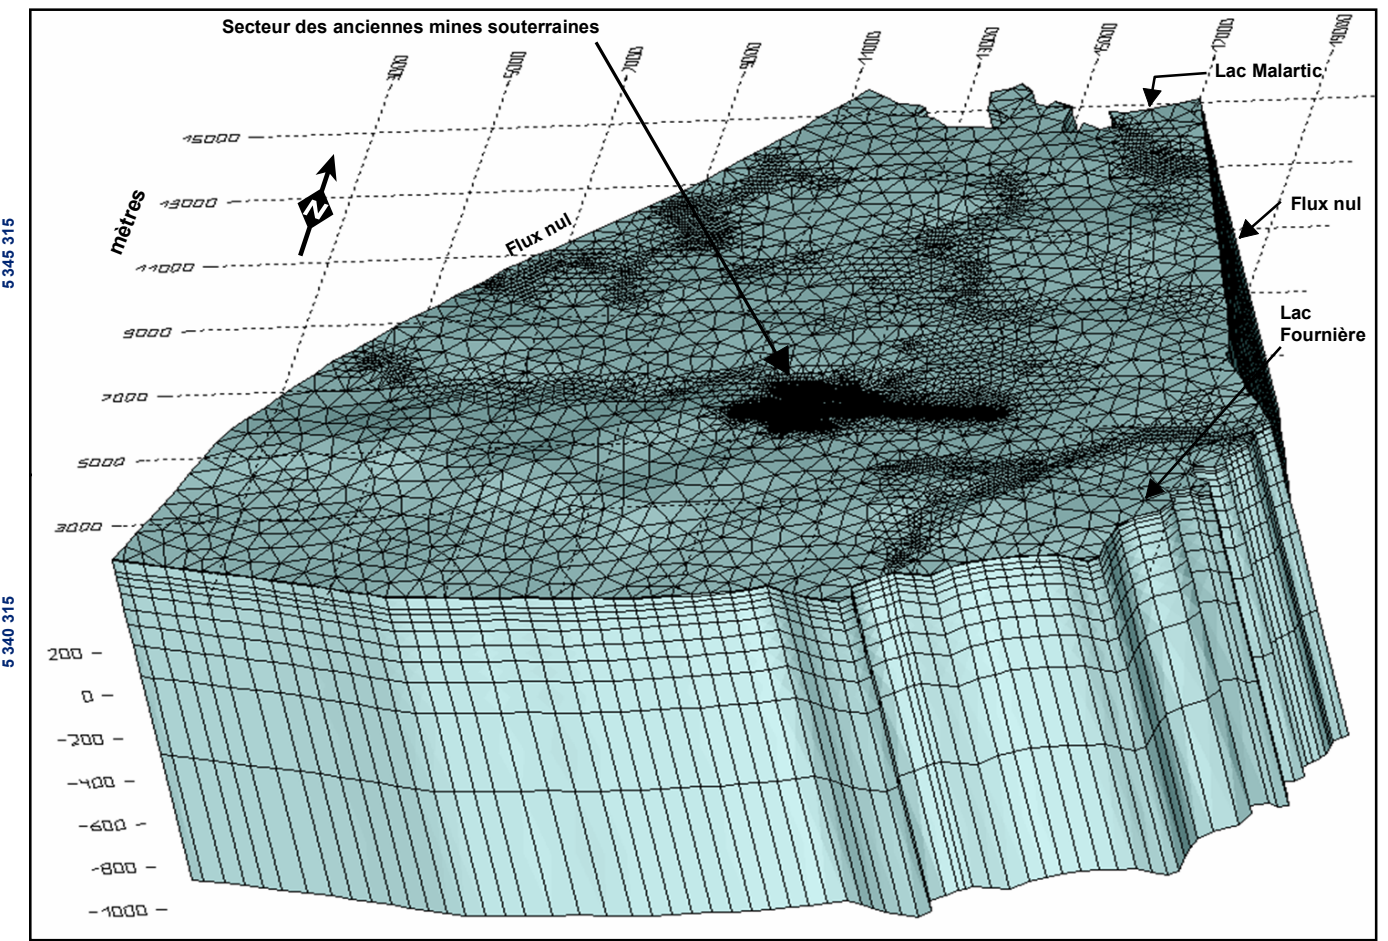 Secteur des anciennes mines souterraines
3000
5000
7000
9000
11000
13000
15000
17000
19000
Lac Malartic
15000
13000
11000
9000
7000
5000
3000
mètres
N
Flux nul
Flux nul
Lac
Fournière
5 345 315
5 340 315
200
0
-200
-400
-600
-800
-1000